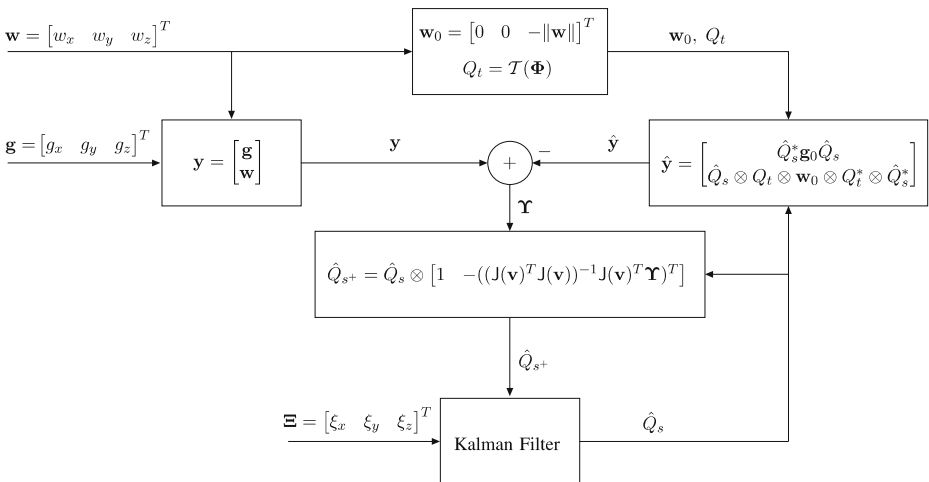 w = [w_x w_y w_z]^T
w_0 = [0 0 −‖w‖]^T
Q_t = 𝒯(Φ)
w_0, Q_t
g = [g_x g_y g_z]^T
y = [g w]
y
+
−
ŷ
ŷ = [Q̂_s^* g_0 Q̂_s
Q̂_s ⊗ Q_t ⊗ w_0 ⊗ Q_t^* ⊗ Q̂_s^*]
ϒ
Q̂_{s^+} = Q̂_s ⊗ [1 −((J(v)^T J(v))^{−1} J(v)^T ϒ)^T]
Q̂_{s^+}
Ξ = [ξ_x ξ_y ξ_z]^T
Kalman Filter
Q̂_s